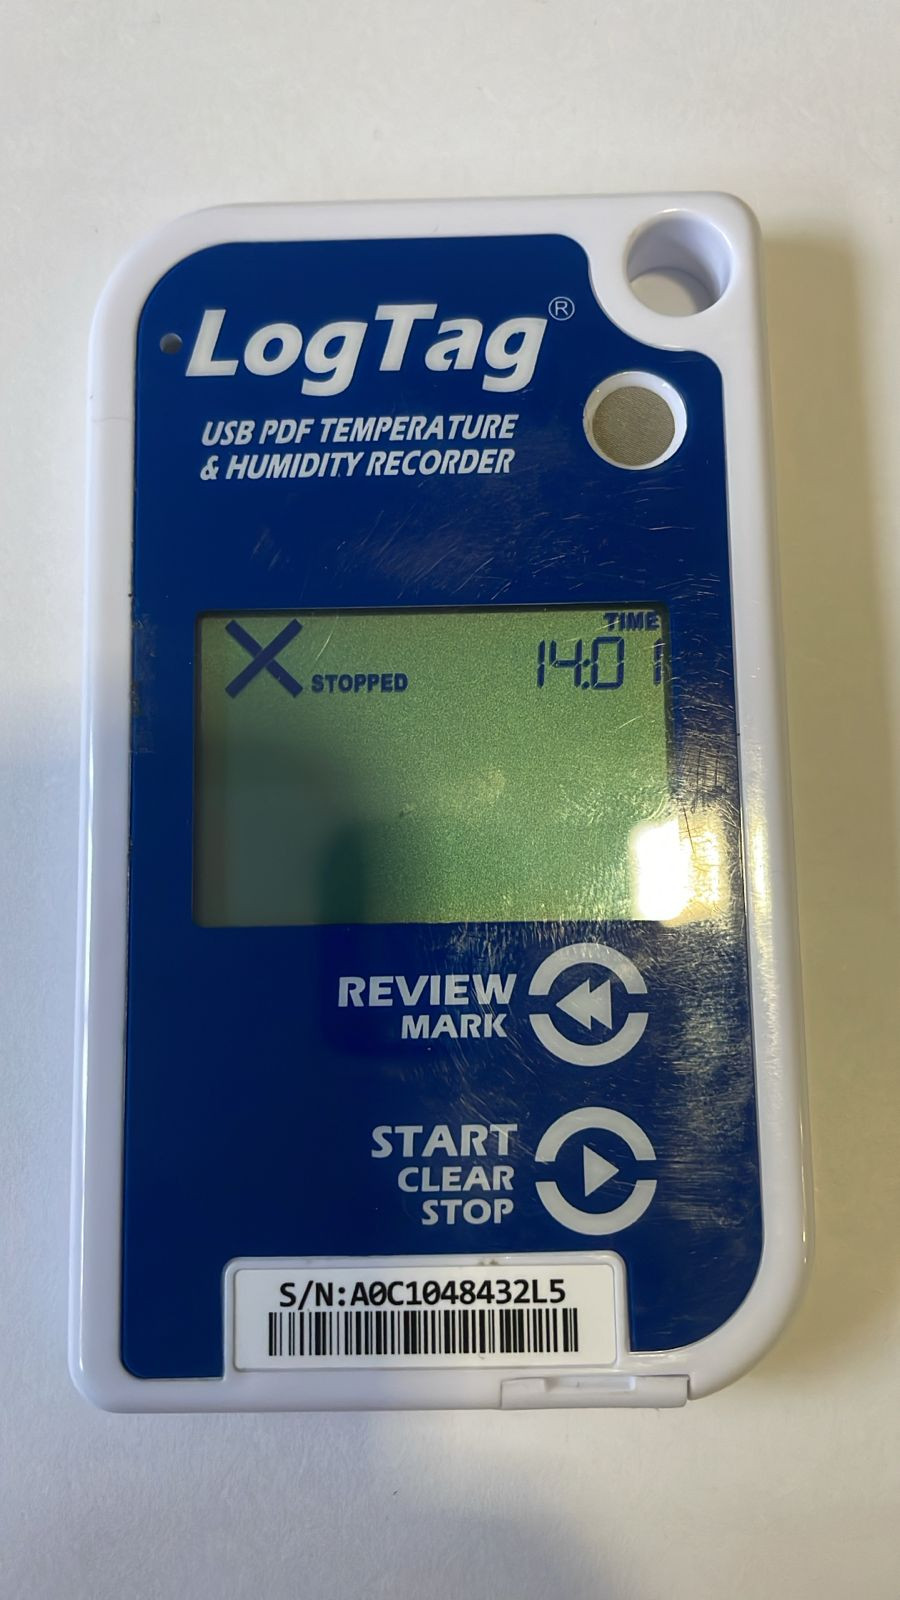 LogTag®
USB PDF TEMPERATURE
& HUMIDITY RECORDER
TIME
STOPPED 14:01
REVIEW
MARK
START
CLEAR
STOP
S/N:A0C1048432L5